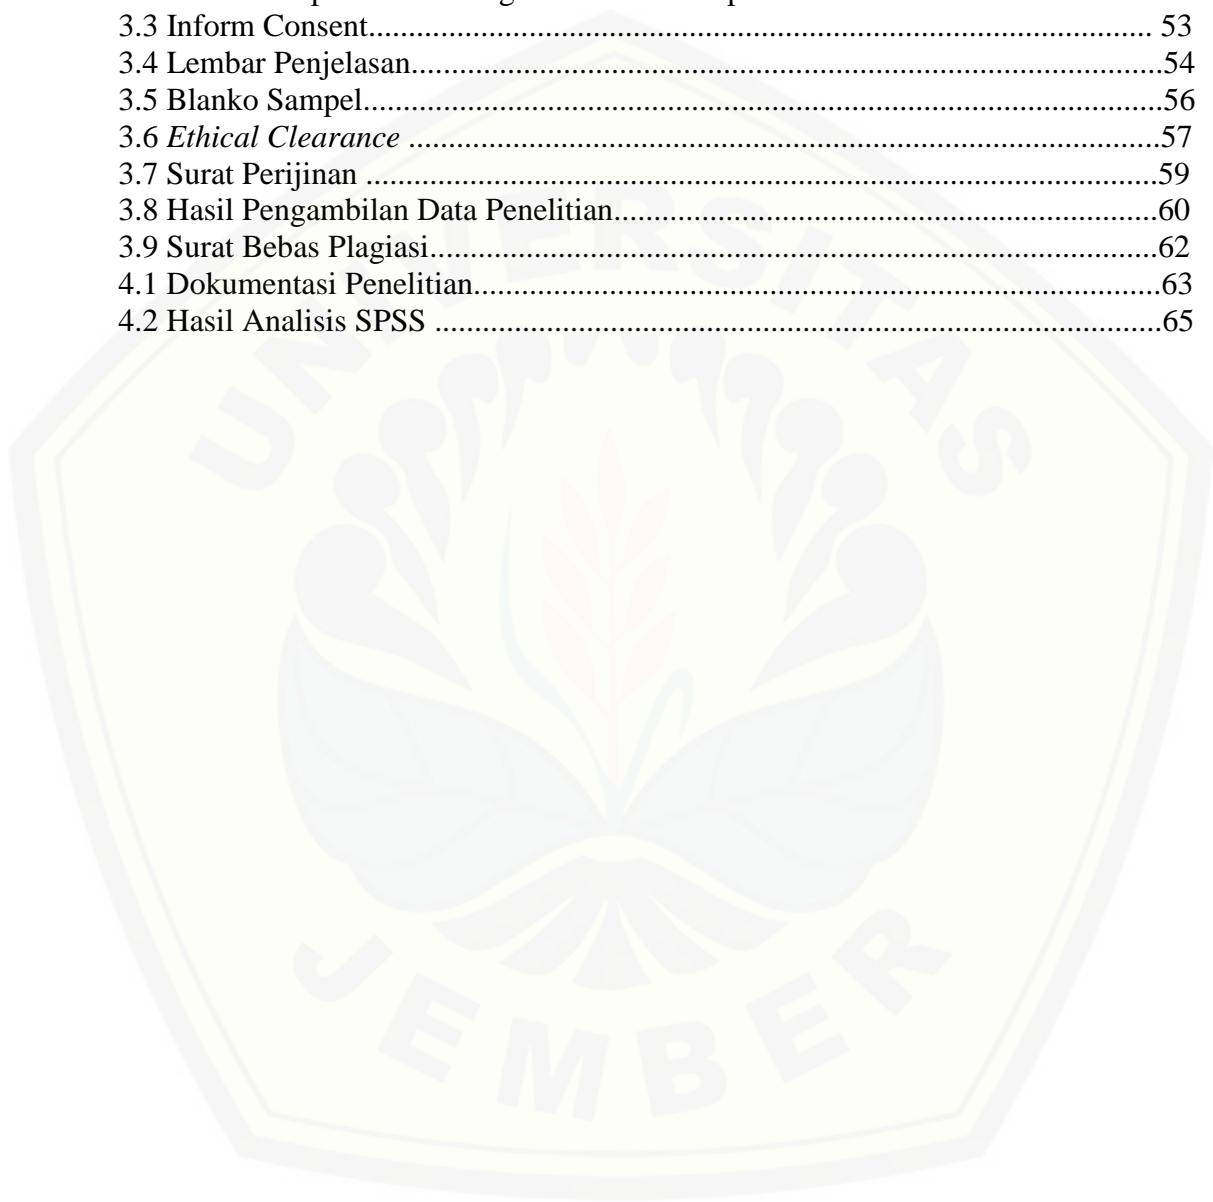 3.3 Inform Consent.................................................................................................. 53
3.4 Lembar Penjelasan..............................................................................................54
3.5 Blanko Sampel....................................................................................................56
3.6 Ethical Clearance ..............................................................................................57
3.7 Surat Perijinan ...................................................................................................59
3.8 Hasil Pengambilan Data Penelitian.......................................................................60
3.9 Surat Bebas Plagiasi...........................................................................................62
4.1 Dokumentasi Penelitian......................................................................................63
4.2 Hasil Analisis SPSS ...........................................................................................65
UNIVERSITAS
JEMBER